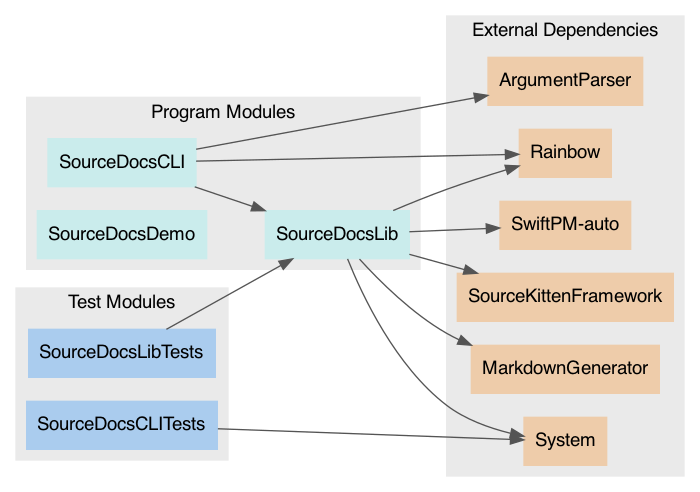 External Dependencies
ArgumentParser
Program Modules
Rainbow
SourceDocsCLI
SwiftPM-auto
SourceDocsDemo
SourceDocsLib
SourceKittenFramework
Test Modules
SourceDocsLibTests
MarkdownGenerator
SourceDocsCLITests
System